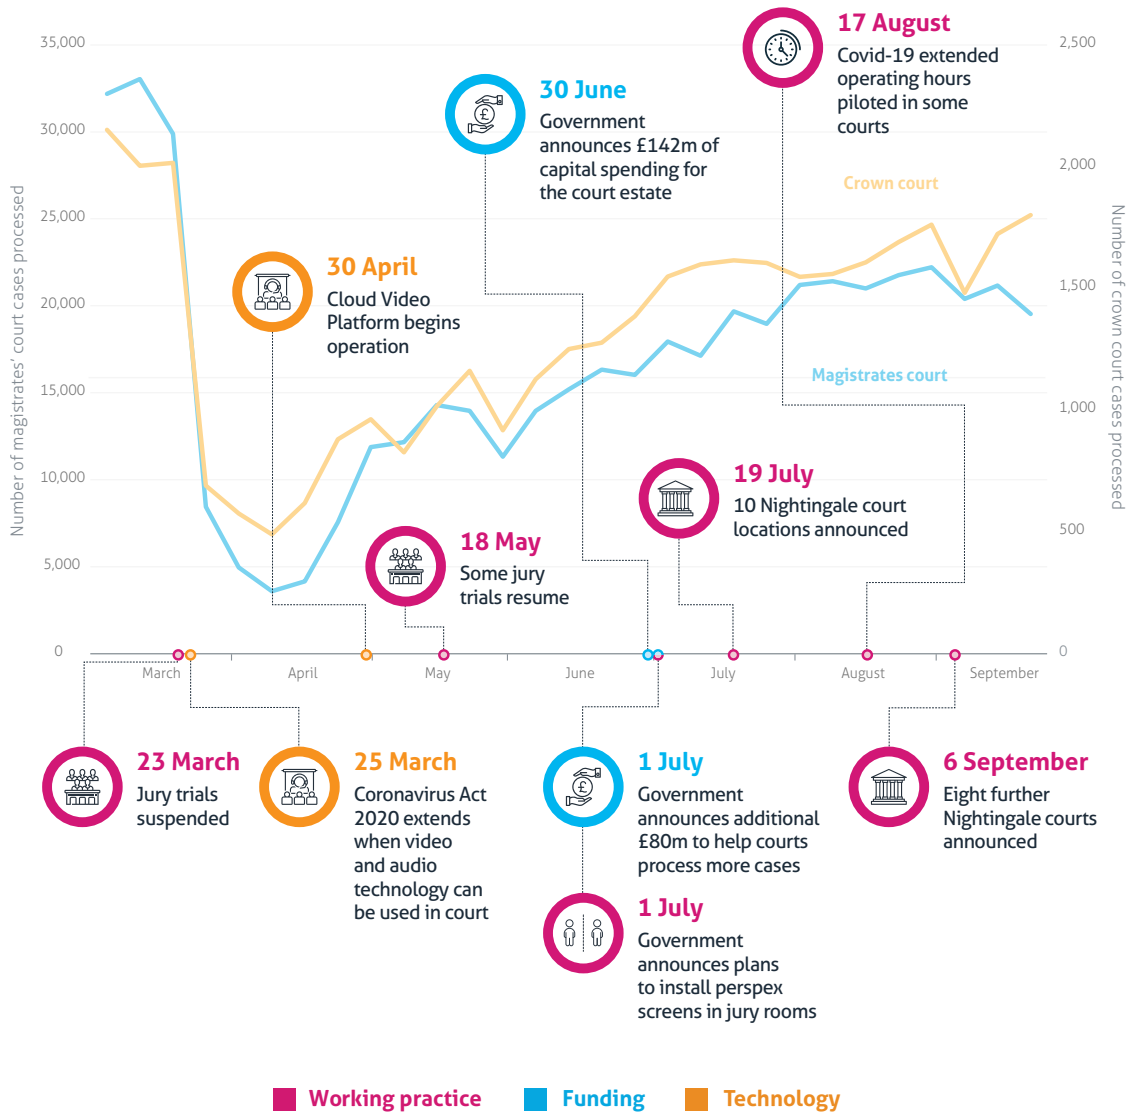 17 August
Covid-19 extended
operating hours
piloted in some
courts
30 June
Government
announces £142m of
capital spending for
the court estate
30 April
Cloud Video
Platform begins
operation
18 May
Some jury
trials resume
19 July
10 Nightingale court
locations announced
Crown court
Magistrates court
Number of magistrates' court cases processed
35,000
30,000
25,000
20,000
15,000
10,000
5,000
0
Number of crown court cases processed
2,500
2,000
1,500
1,000
500
0
March
April
May
June
July
August
September
23 March
Jury trials
suspended
25 March
Coronavirus Act
2020 extends
when video
and audio
technology can
be used in court
1 July
Government
announces additional
£80m to help courts
process more cases
1 July
Government
announces plans
to install perspex
screens in jury rooms
6 September
Eight further
Nightingale courts
announced
Working practice
Funding
Technology